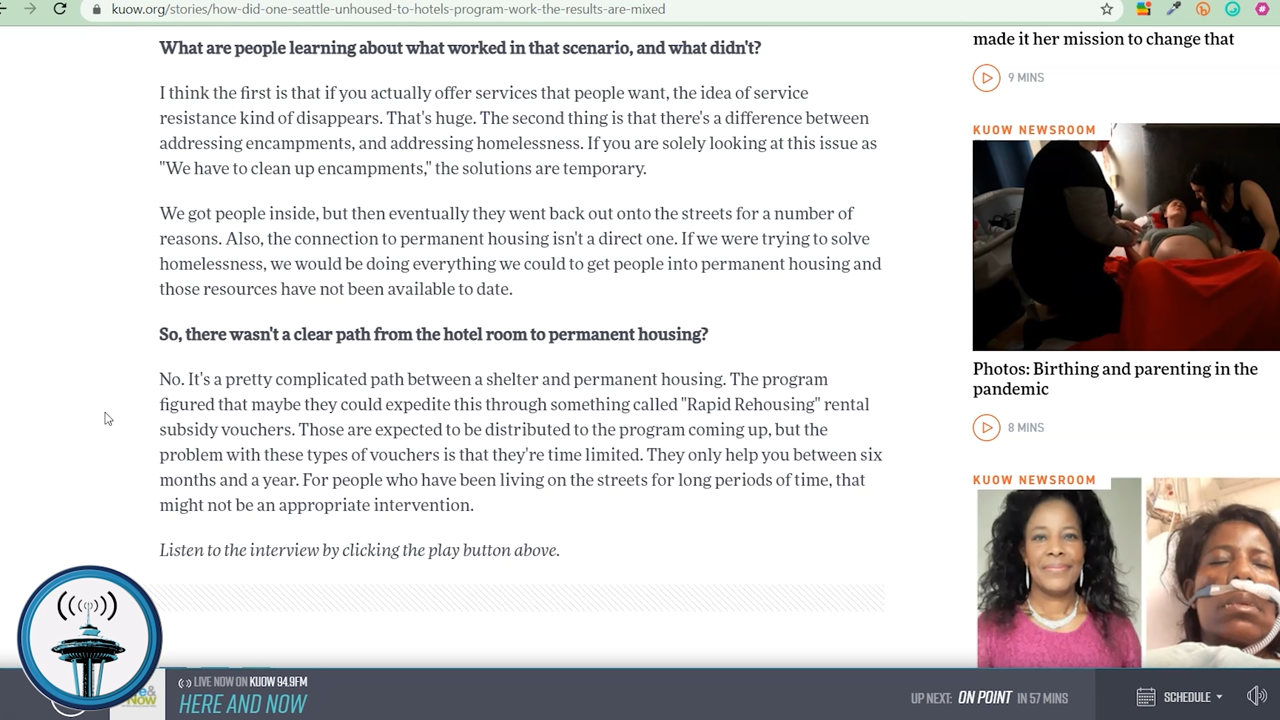 kuow.org/stories/how-did-one-seattle-unhoused-to-hotels-program-work-the-results-are-mixed
What are people learning about what worked in that scenario, and what didn't?
I think the first is that if you actually offer services that people want, the idea of service
resistance kind of disappears. That's huge. The second thing is that there's a difference between
addressing encampments, and addressing homelessness. If you are solely looking at this issue as
"We have to clean up encampments," the solutions are temporary.
We got people inside, but then eventually they went back out onto the streets for a number of
reasons. Also, the connection to permanent housing isn't a direct one. If we were trying to solve
homelessness, we would be doing everything we could to get people into permanent housing and
those resources have not been available to date.
So, there wasn't a clear path from the hotel room to permanent housing?
No. It's a pretty complicated path between a shelter and permanent housing. The program
figured that maybe they could expedite this through something called "Rapid Rehousing" rental
subsidy vouchers. Those are expected to be distributed to the program coming up, but the
problem with these types of vouchers is that they're time limited. They only help you between six
months and a year. For people who have been living on the streets for long periods of time, that
might not be an appropriate intervention.
Listen to the interview by clicking the play button above.
made it her mission to change that
9 MINS
KUOW NEWSROOM
Photos: Birthing and parenting in the
pandemic
8 MINS
KUOW NEWSROOM
LIVE NOW ON KUOW 94.9FM
HERE AND NOW
UP NEXT: ON POINT IN 57 MINS
SCHEDULE